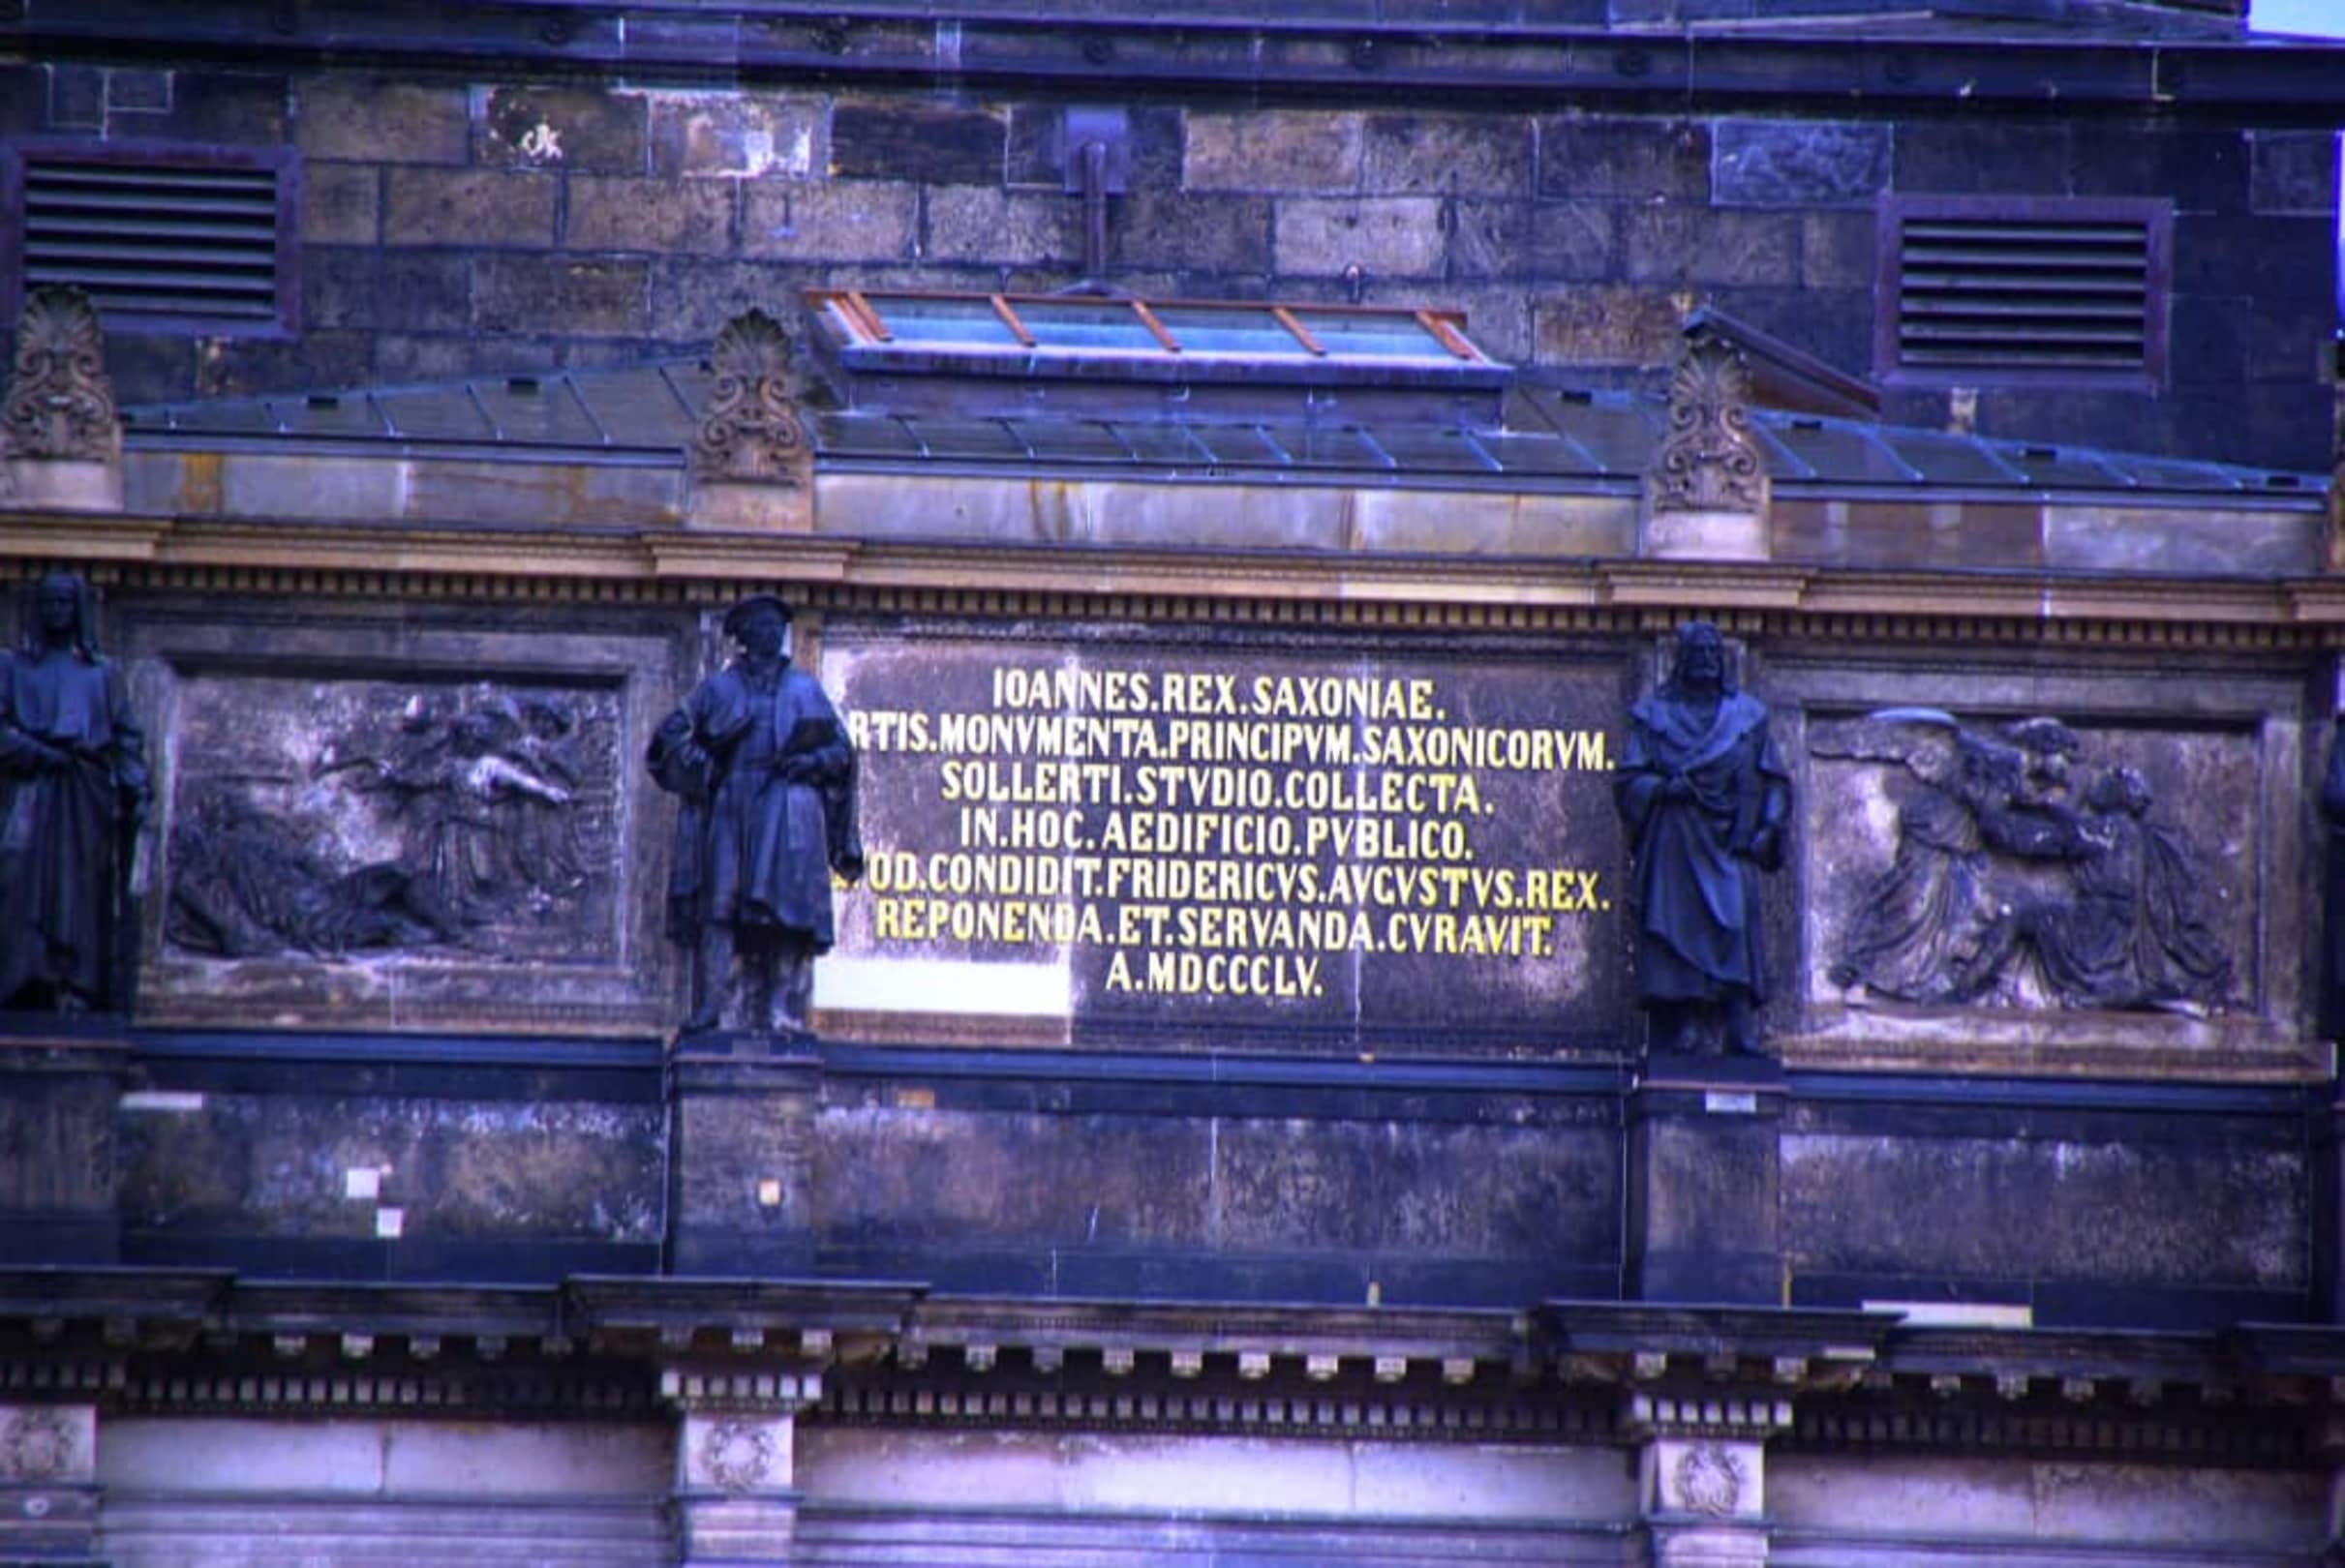 IOANNES.REX.SAXONIAE.
RTIS.MONVMENTA.PRINCIPVM.SAXONICORVM.
SOLLERTI.STVDIO.COLLECTA.
IN.HOC.AEDIFICIO.PVBLICO.
VOD.CONDIDIT.FRIDERICVS.AVGVSTVS.REX.
REPONENDA.ET.SERVANDA.CVRAVIT.
A.MDCCCLV.